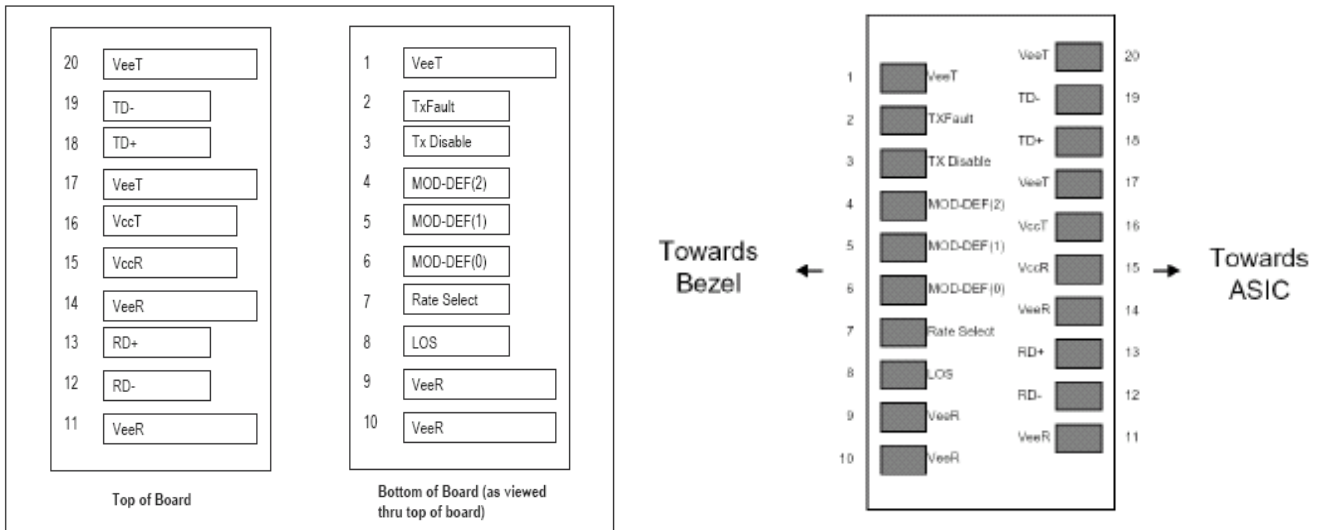 20 VeeT
19 TD-
18 TD+
17 VeeT
16 VccT
15 VccR
14 VeeR
13 RD+
12 RD-
11 VeeR
Top of Board
1 VeeT
2 TxFault
3 Tx Disable
4 MOD-DEF(2)
5 MOD-DEF(1)
6 MOD-DEF(0)
7 Rate Select
8 LOS
9 VeeR
10 VeeR
Bottom of Board (as viewed
thru top of board)
Towards
Bezel
1 VeeT
2 TXFault
3 TX Disable
4 MOD-DEF(2)
5 MOD-DEF(1)
6 MOD-DEF(0)
7 Rate Select
8 LOS
9 VeeR
10 VeeR
VeeT 20
TD- 19
TD+ 18
VeeT 17
VccT 16
VccR 15
VeeR 14
RD+ 13
RD- 12
VeeR 11
Towards
ASIC